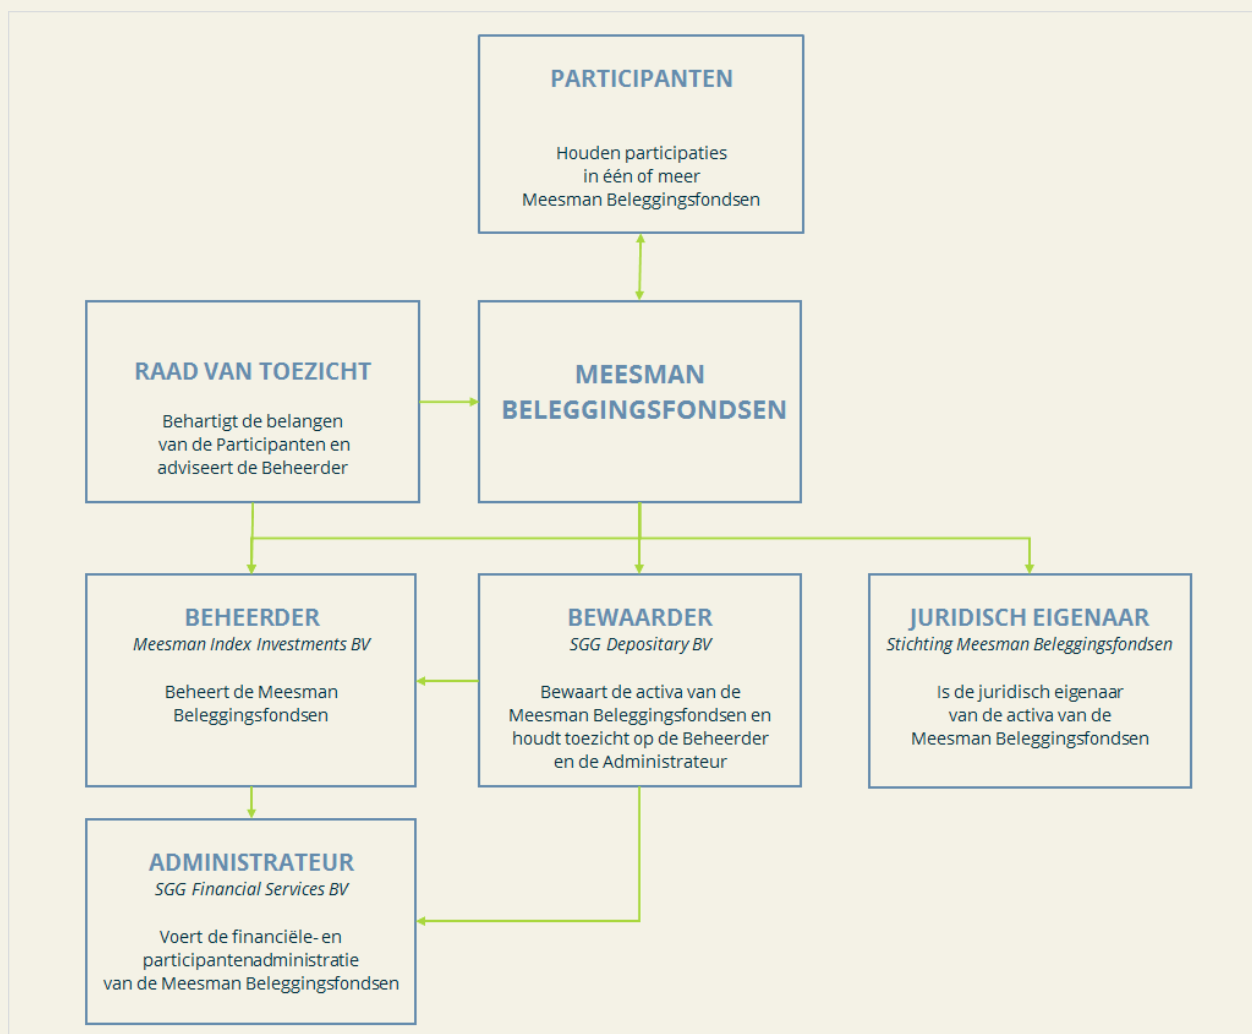 PARTICIPANTEN
Houden participaties
in één of meer
Meesman Beleggingsfondsen
RAAD VAN TOEZICHT
Behartigt de belangen
van de Participanten en
adviseert de Beheerder
MEESMAN
BELEGGINGSFONDSEN
BEHEERDER
Meesman Index Investments BV
Beheert de Meesman
Beleggingsfondsen
BEWAARDER
SGG Depositary BV
Bewaart de activa van de
Meesman Beleggingsfondsen en
houdt toezicht op de Beheerder
en de Administrateur
JURIDISCH EIGENAAR
Stichting Meesman Beleggingsfondsen
Is de juridisch eigenaar
van de activa van de
Meesman Beleggingsfondsen
ADMINISTRATEUR
SGG Financial Services BV
Voert de financiële- en
participantenadministratie
van de Meesman Beleggingsfondsen